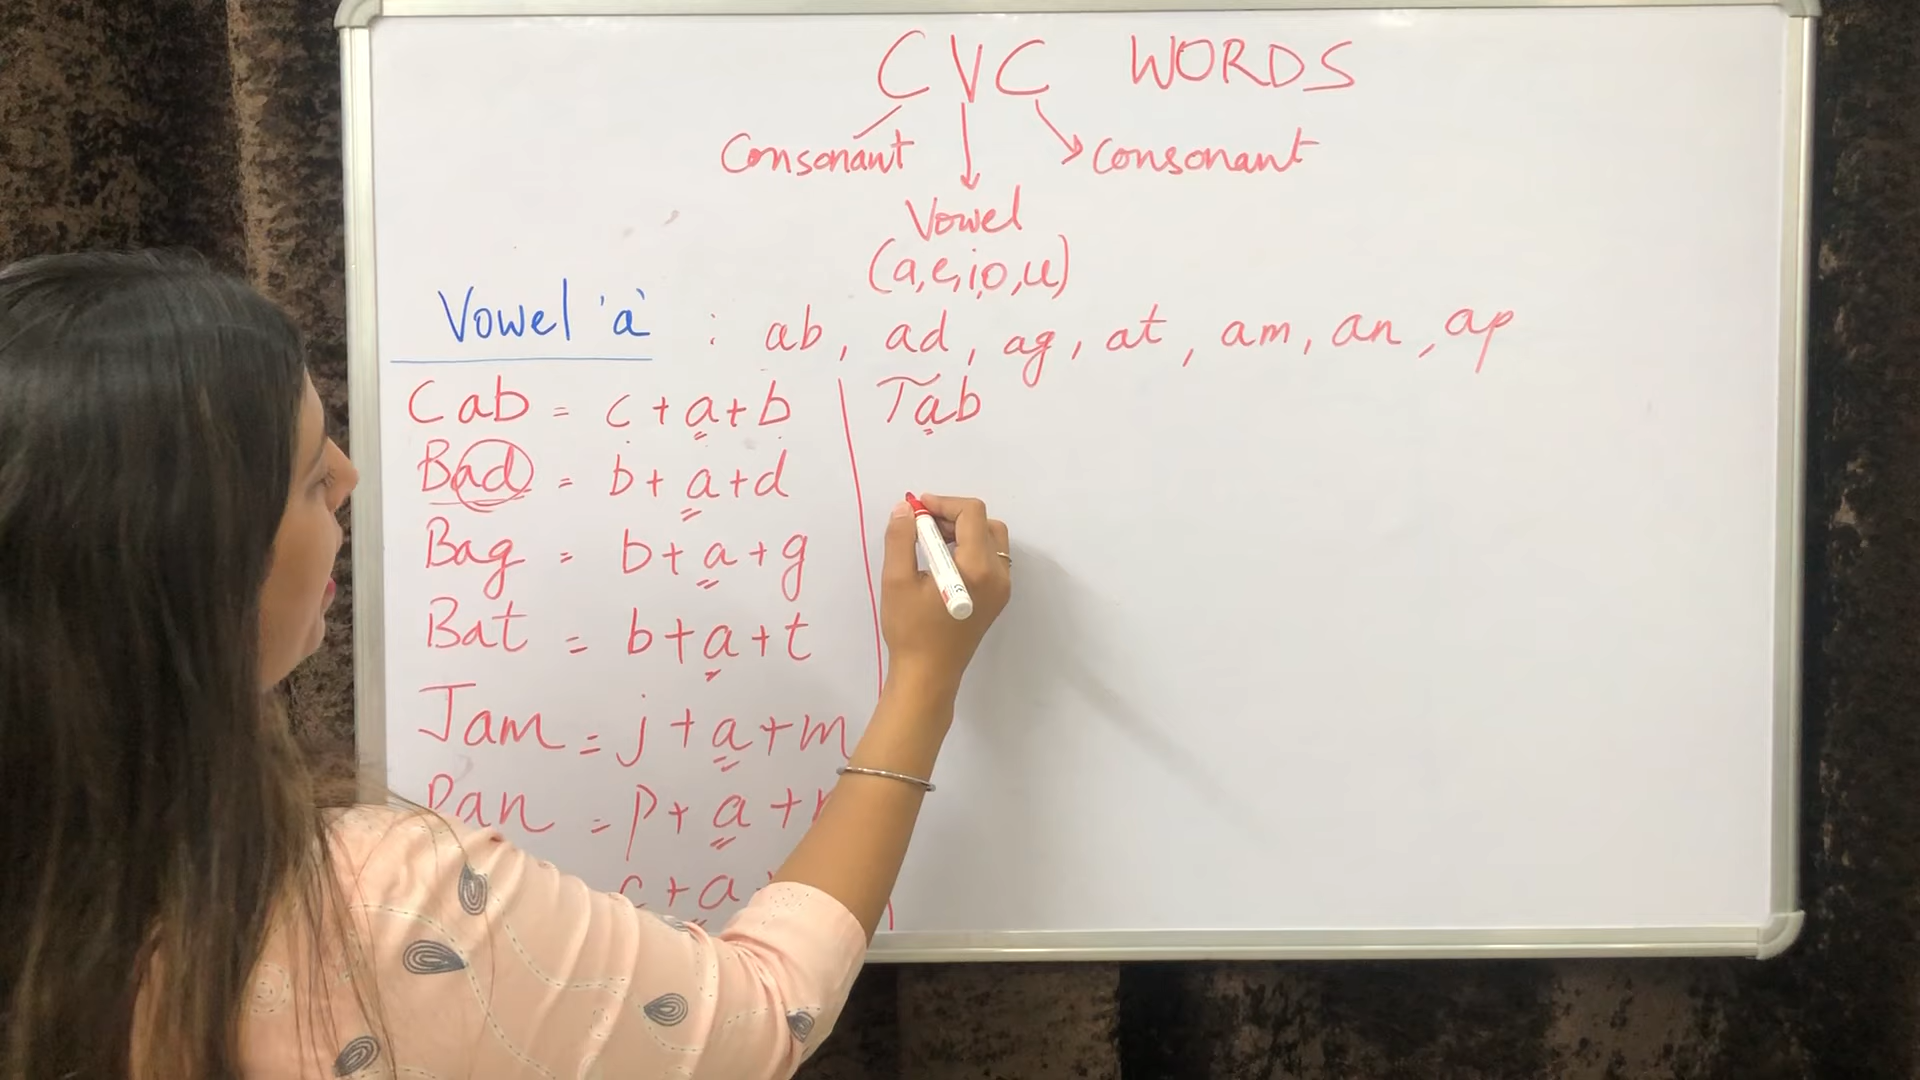 CVC WORDS
Consonant
Consonant
Vowel
(a,e,i,o,u)
Vowel 'a' : ab, ad, ag, at, am, an, ap
Cab = c + a + b
Tab
Bad = b + a + d
Bag = b + a + g
Bat = b + a + t
Jam = j + a + m
Pan = p + a +
c + a